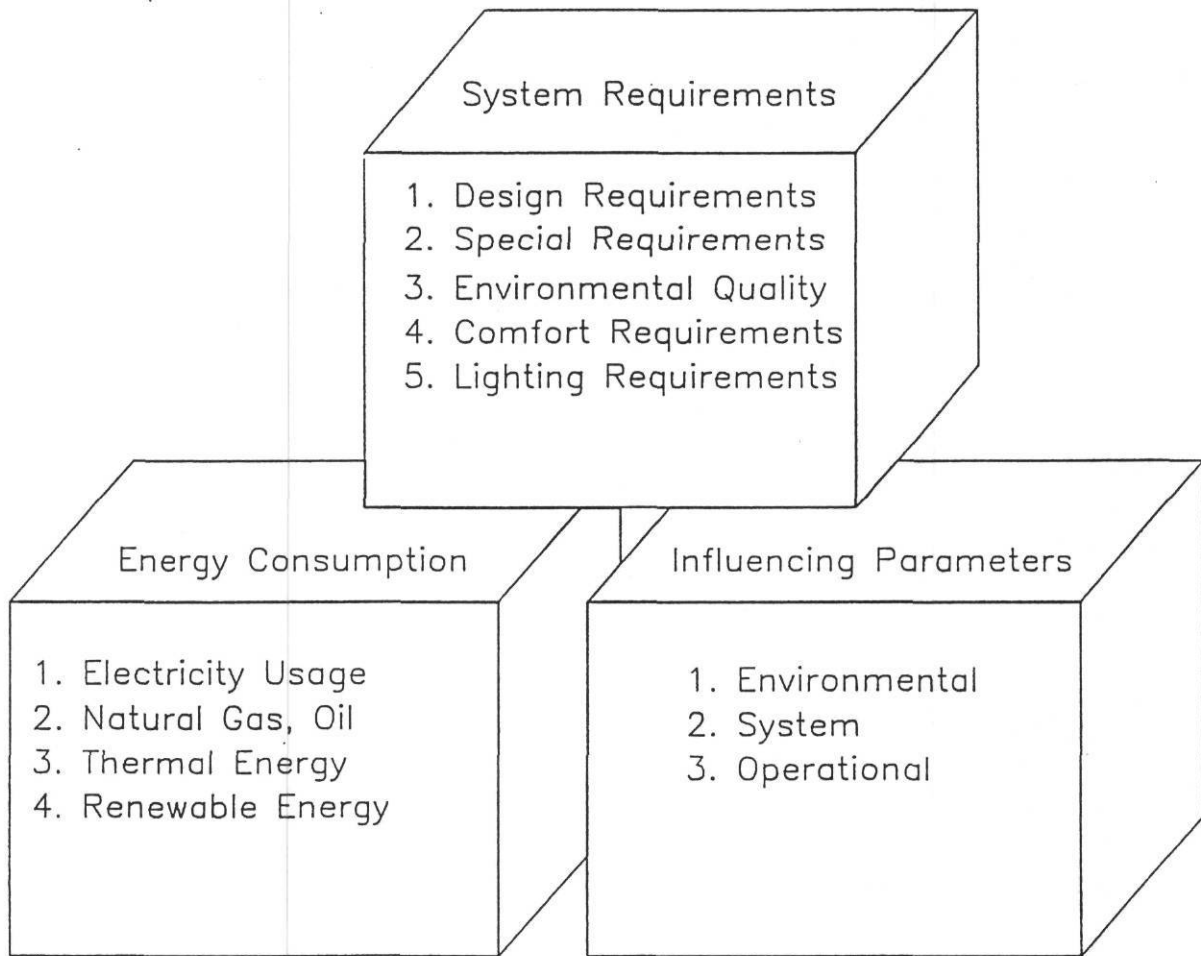 System Requirements
1. Design Requirements
2. Special Requirements
3. Environmental Quality
4. Comfort Requirements
5. Lighting Requirements
Energy Consumption
1. Electricity Usage
2. Natural Gas, Oil
3. Thermal Energy
4. Renewable Energy
Influencing Parameters
1. Environmental
2. System
3. Operational